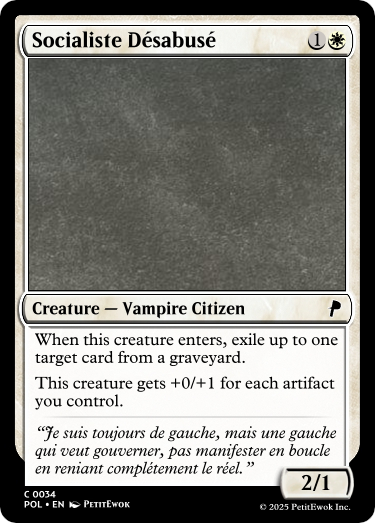 Socialiste Désabusé 1
Creature — Vampire Citizen
When this creature enters, exile up to one
target card from a graveyard.
This creature gets +0/+1 for each artifact
you control.
“Je suis toujours de gauche, mais une gauche
qui veut gouverner, pas manifester en boucle
en reniant complétement le réel.”
2/1
C 0034
POL • EN PETITEWOK
© 2025 PetitEwok Inc.